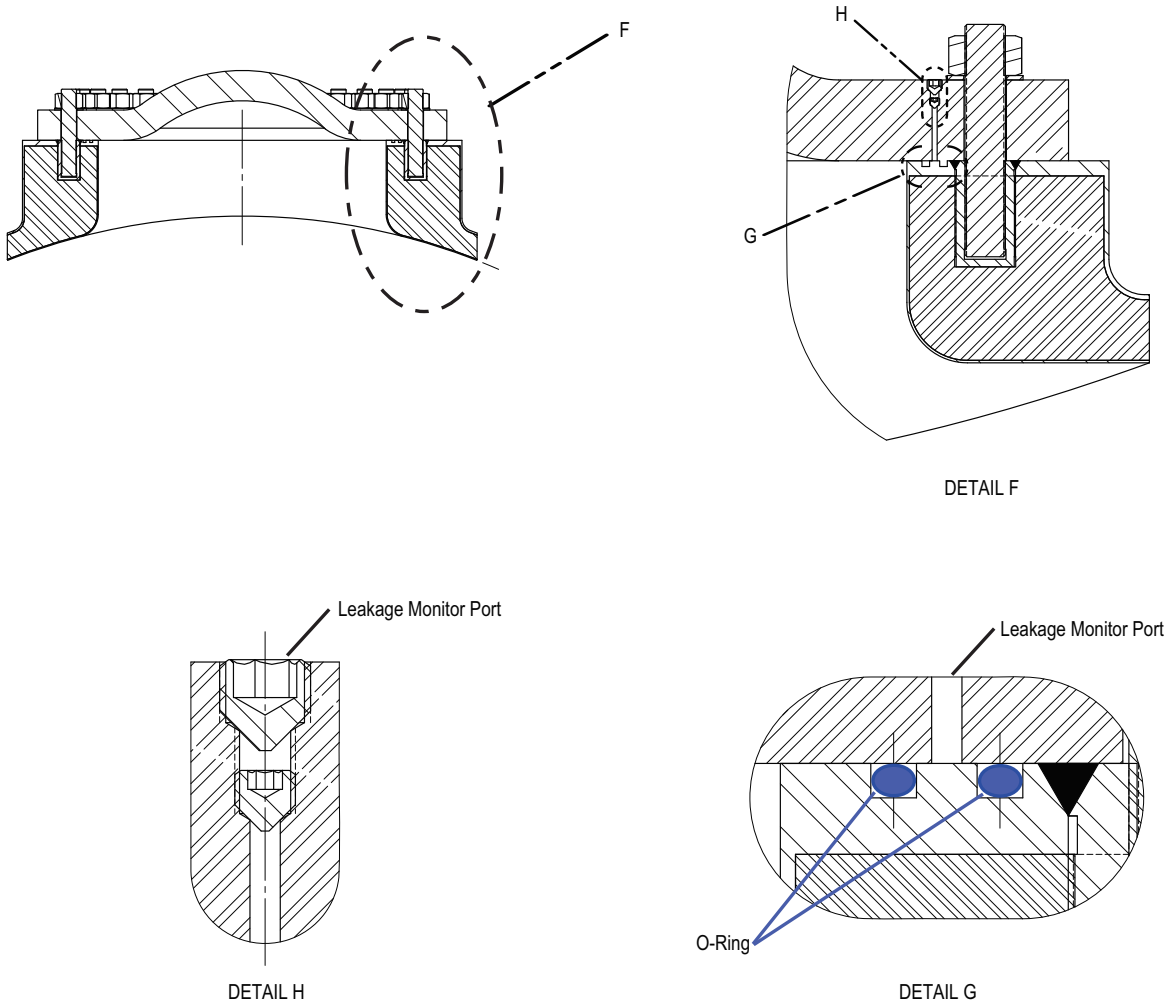 F
H
G
DETAIL F
Leakage Monitor Port
DETAIL H
Leakage Monitor Port
O-Ring
DETAIL G